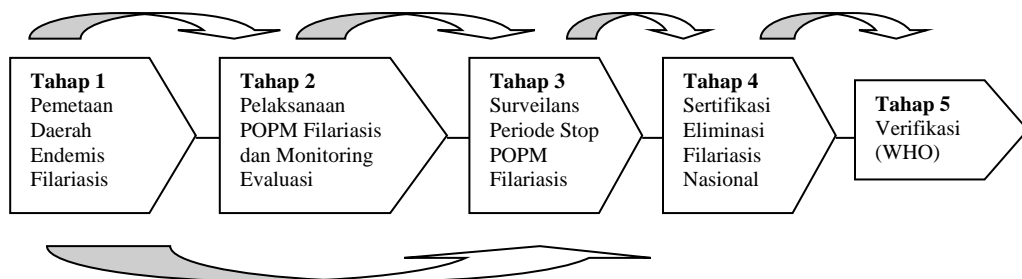 Tahap 1
Pemetaan
Daerah
Endemis
Filariasis
Tahap 2
Pelaksanaan
POPM Filariasis
dan Monitoring
Evaluasi
Tahap 3
Surveilans
Periode Stop
POPM
Filariasis
Tahap 4
Sertifikasi
Eliminasi
Filariasis
Nasional
Tahap 5
Verifikasi
(WHO)